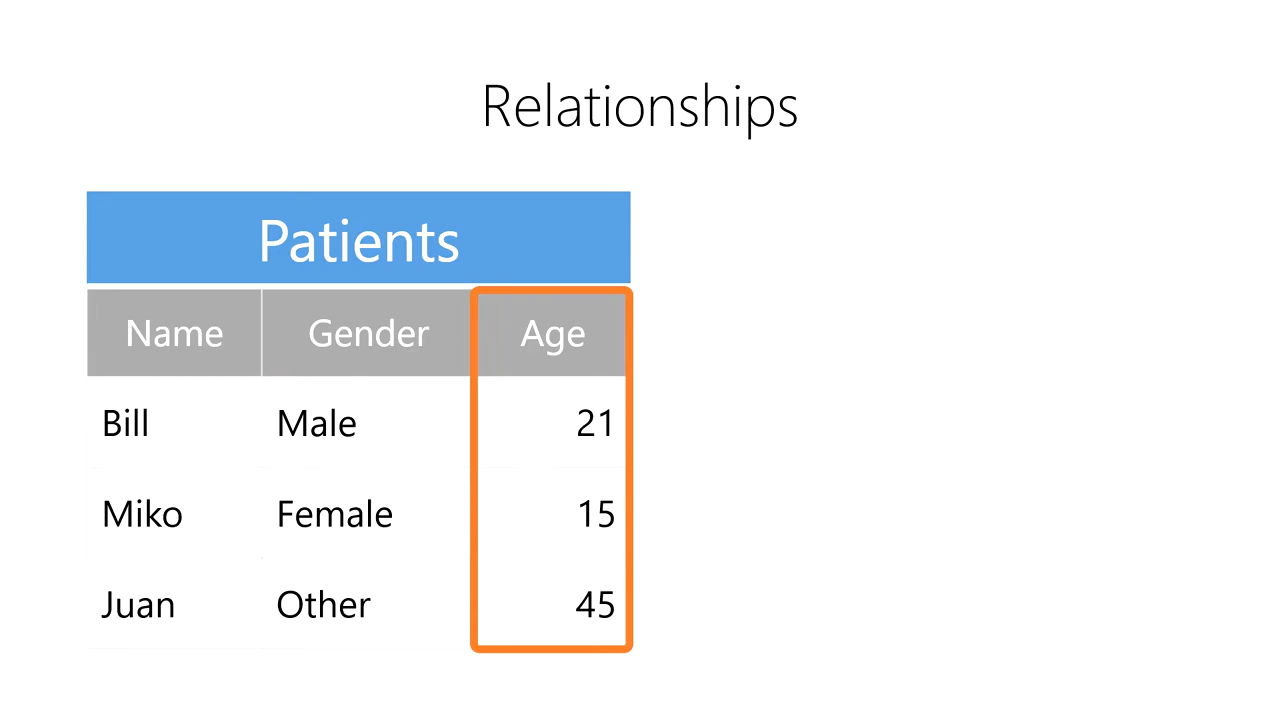 Relationships
Patients
Name Gender Age
Bill Male 21
Miko Female 15
Juan Other 45